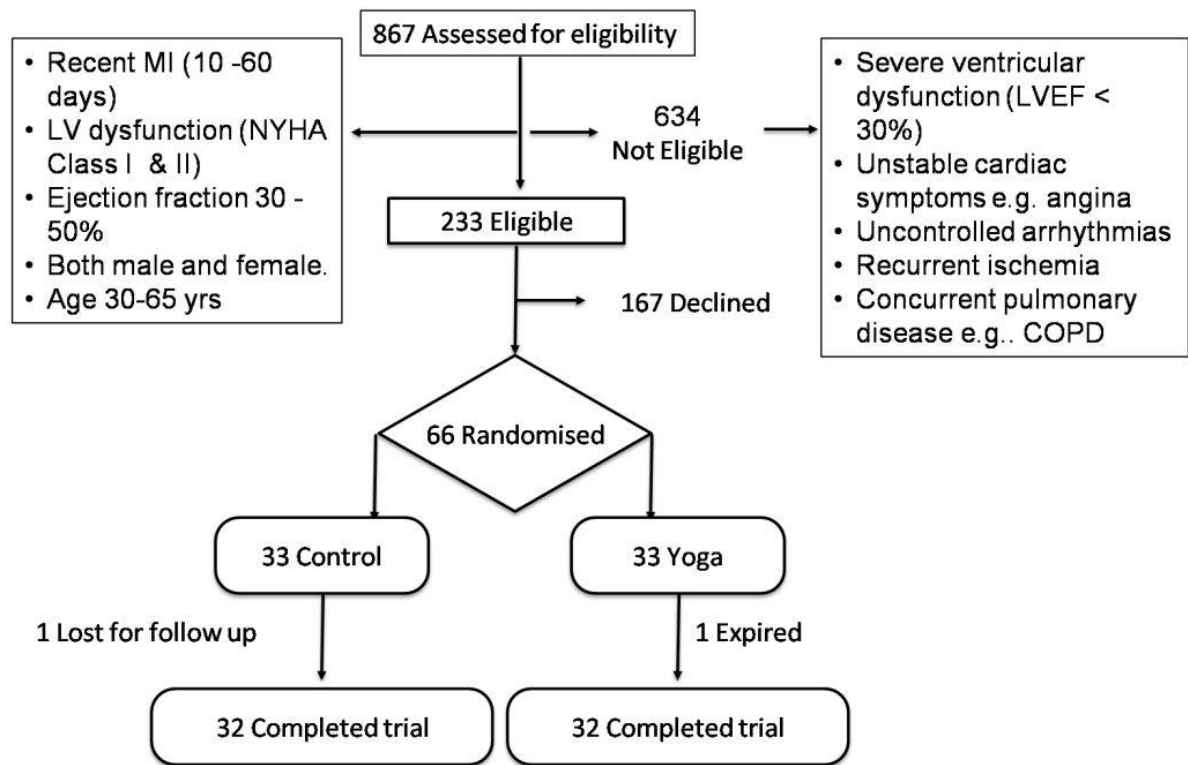 867 Assessed for eligibility
• Recent MI (10 -60
days)
• LV dysfunction (NYHA
Class I & II)
• Ejection fraction 30 -
50%
• Both male and female.
• Age 30-65 yrs
634
Not Eligible
• Severe ventricular
dysfunction (LVEF <
30%)
• Unstable cardiac
symptoms e.g. angina
• Uncontrolled arrhythmias
• Recurrent ischemia
• Concurrent pulmonary
disease e.g.. COPD
233 Eligible
167 Declined
66 Randomised
33 Control
33 Yoga
1 Lost for follow up
1 Expired
32 Completed trial
32 Completed trial